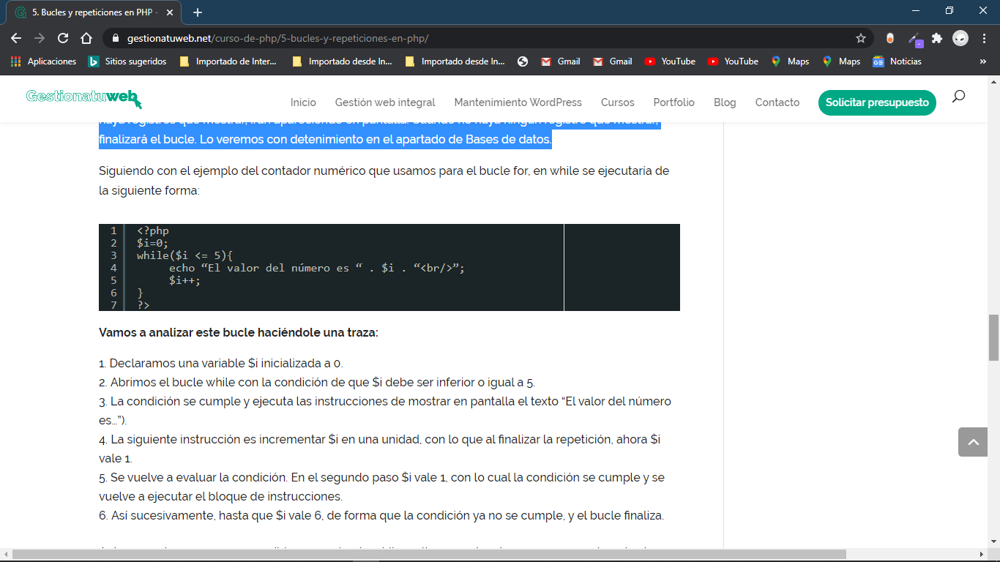 5. Bucles y repeticiones en PHP -
gestionatuweb.net/curso-de-php/5-bucles-y-repeticiones-en-php/
Aplicaciones
Sitios sugeridos
Importado de Inter...
Importado desde In...
Importado desde In...
Gmail
Gmail
YouTube
YouTube
Maps
Maps
Noticias
»
Gestionatuweb
Inicio
Gestión web integral
Mantenimiento WordPress
Cursos
Portfolio
Blog
Contacto
Solicitar presupuesto
finalizará el bucle. Lo veremos con detenimiento en el apartado de Bases de datos.
Siguiendo con el ejemplo del contador numérico que usamos para el bucle for, en while se ejecutaría de
la siguiente forma:
1 <?php
2 $i=0;
3 while($i <= 5){
4 echo “El valor del número es “ . $i . “<br/>”;
5 $i++;
6 }
7 ?>
Vamos a analizar este bucle haciéndole una traza:
1. Declaramos una variable $i inicializada a 0.
2. Abrimos el bucle while con la condición de que $i debe ser inferior o igual a 5.
3. La condición se cumple y ejecuta las instrucciones de mostrar en pantalla el texto “El valor del número
es…”).
4. La siguiente instrucción es incrementar $i en una unidad, con lo que al finalizar la repetición, ahora $i
vale 1.
5. Se vuelve a evaluar la condición. En el segundo paso $i vale 1, con lo cual la condición se cumple y se
vuelve a ejecutar el bloque de instrucciones.
6. Así sucesivamente, hasta que $i vale 6, de forma que la condición ya no se cumple, y el bucle finaliza.